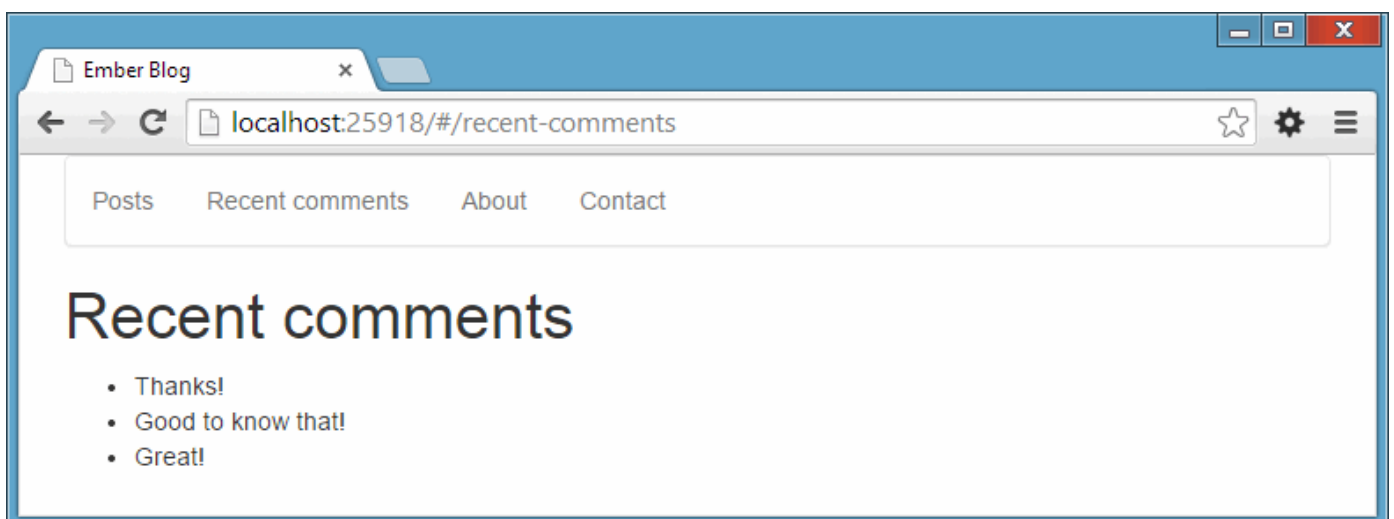 Ember Blog
localhost:25918/#/recent-comments
Posts Recent comments About Contact
Recent comments
Thanks!
Good to know that!
Great!